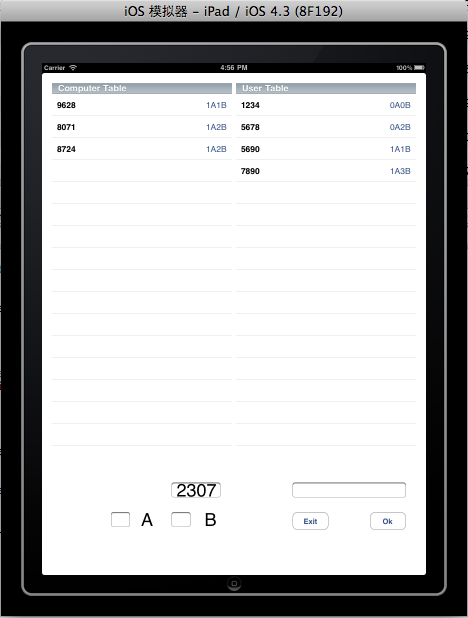 iOS 模拟器 – iPad / iOS 4.3 (8F192)
Carrier 4:56 PM 100%
Computer Table User Table
9628 1A1B 1234 0A0B
8071 1A2B 5678 0A2B
8724 1A2B 5690 1A1B
7890 1A3B
2307
A B Exit Ok